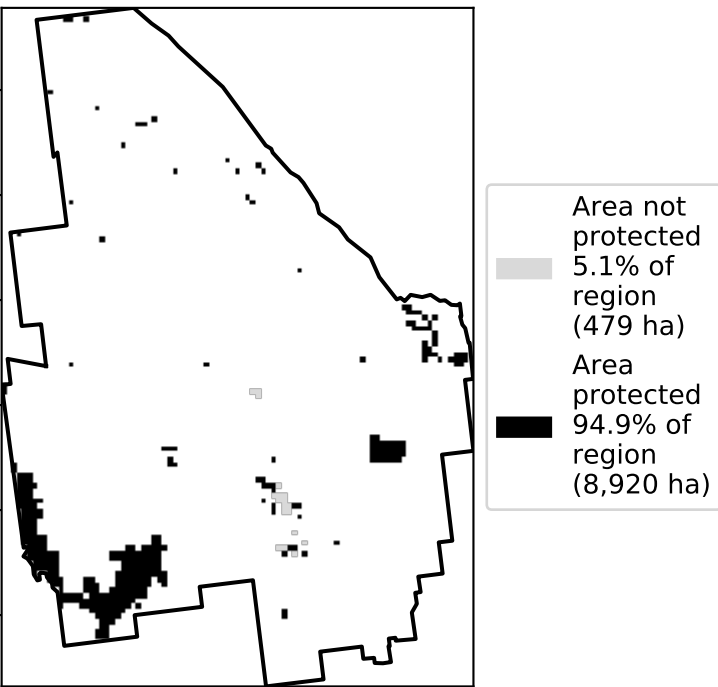 Area not
protected
5.1% of
region
(479 ha)
Area
protected
94.9% of
region
(8,920 ha)